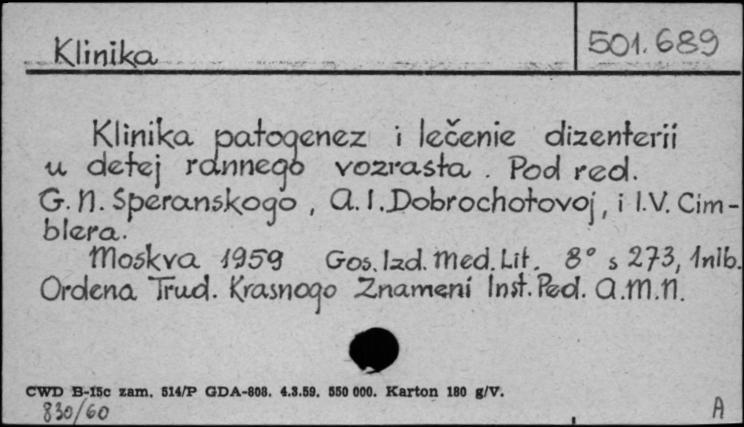 Klinika
501.689
Klinika patogenez i lečenie dizenterii
u detej rannego vozrasta. Pod red.
G.N. Speranskogo, A.I. Dobrochotovoj, i I.V. Cim-
blera.
Moskva 1959 Gos. Izd. Med. Lit. 8° s 273, 1nlb.
Ordena Trud. Krasnogo Znameni Inst. Ped. A.M.N.
CWD B-15c zam. 514/P GDA-808. 4.3.59. 550 000. Karton 180 g/V.
830/60
A